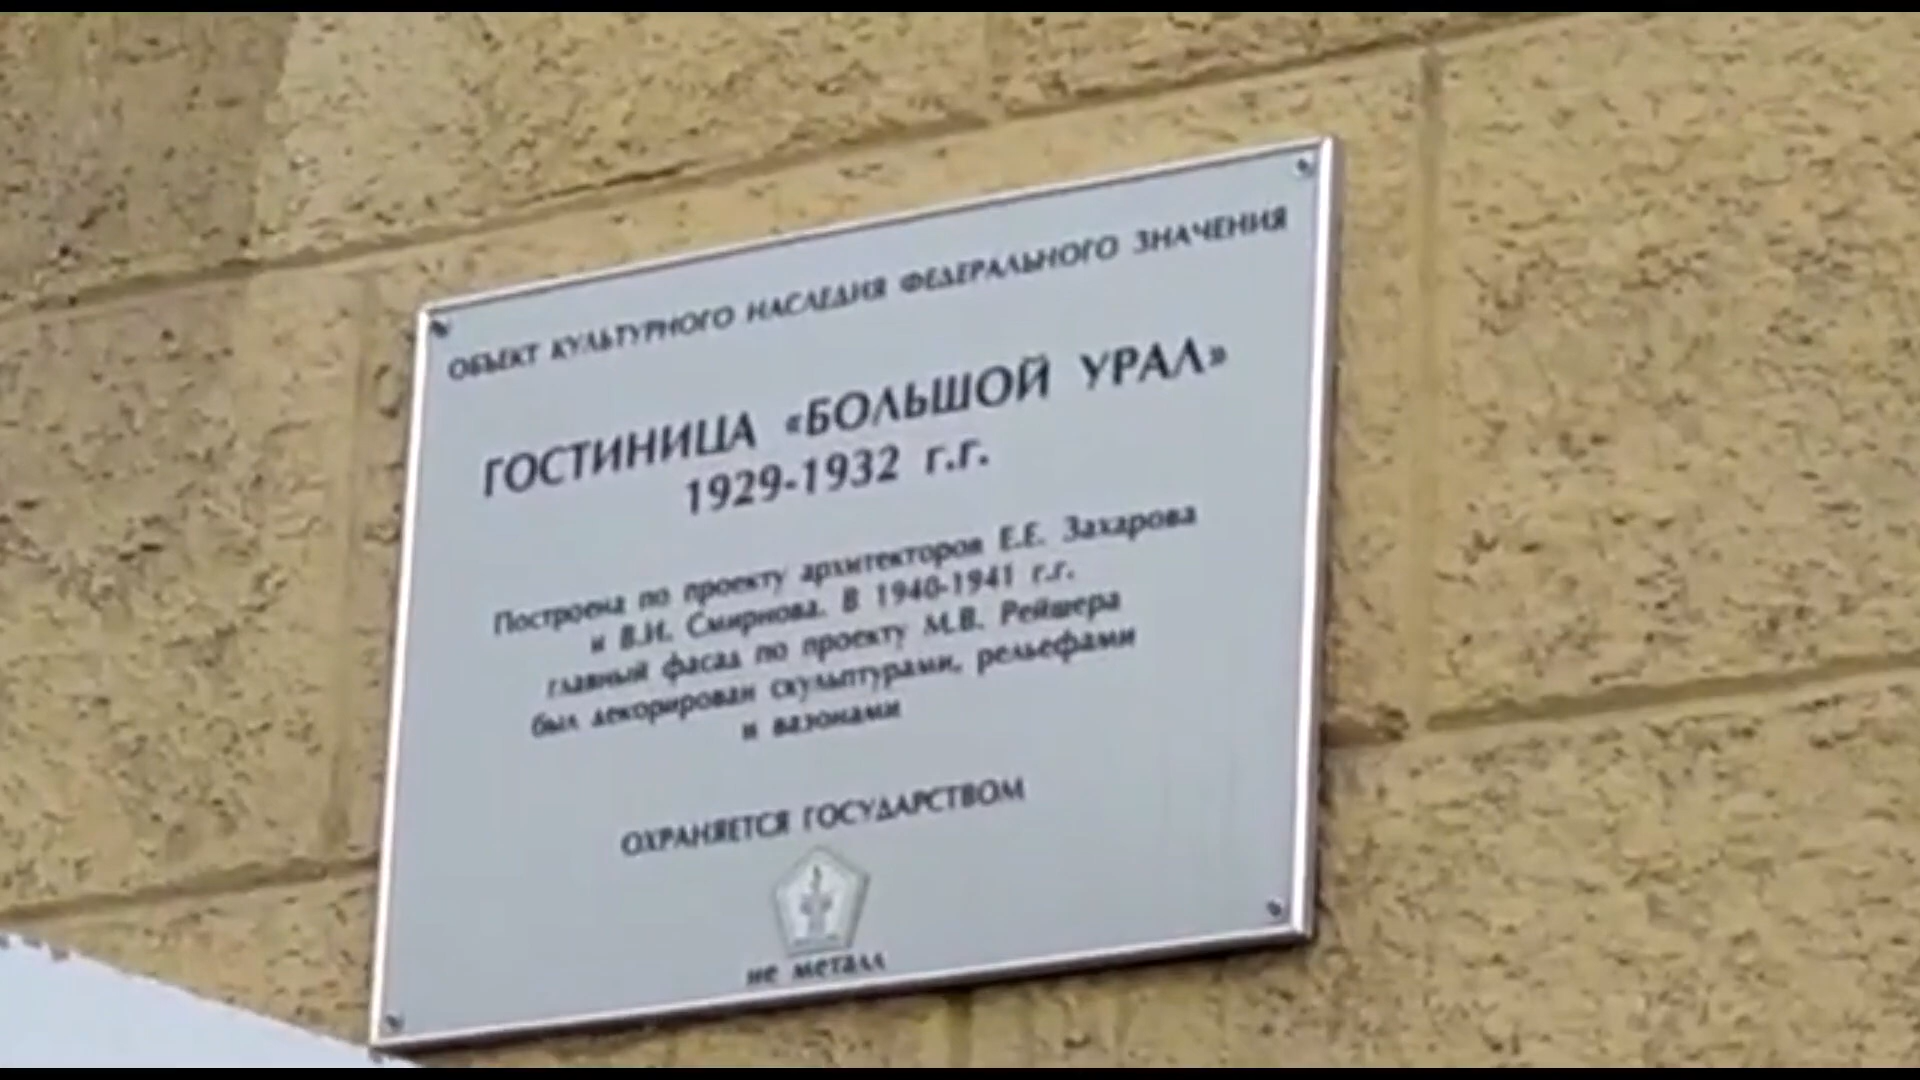 ОБЪЕКТ КУЛЬТУРНОГО НАСЛЕДИЯ ФЕДЕРАЛЬНОГО ЗНАЧЕНИЯ
ГОСТИНИЦА «БОЛЬШОЙ УРАЛ»
1929-1932 г.г.
Построена по проекту архитекторов Е.Е. Захарова
и В.И. Смирнова. В 1940-1941 г.г.
главный фасад по проекту М.В. Рейшера
был декорирован скульптурами, рельефами
и вазонами
ОХРАНЯЕТСЯ ГОСУДАРСТВОМ
не металл